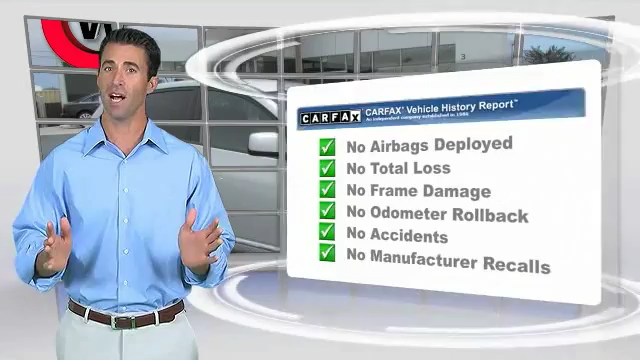 V
3
CARFAX CARFAX® Vehicle History Report™
An independent company established in 1986
No Airbags Deployed
No Total Loss
No Frame Damage
No Odometer Rollback
No Accidents
No Manufacturer Recalls